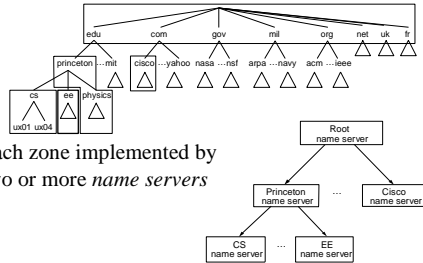 edu com gov mil org net uk fr
princeton ... mit cisco ... yahoo nasa ... nsf arpa ... navy acm ... ieee
cs ee physics
ux01 ux04
ach zone implemented by
o or more name servers
Root
name server
Princeton
name server
...
Cisco
name server
CS
name server
...
EE
name server